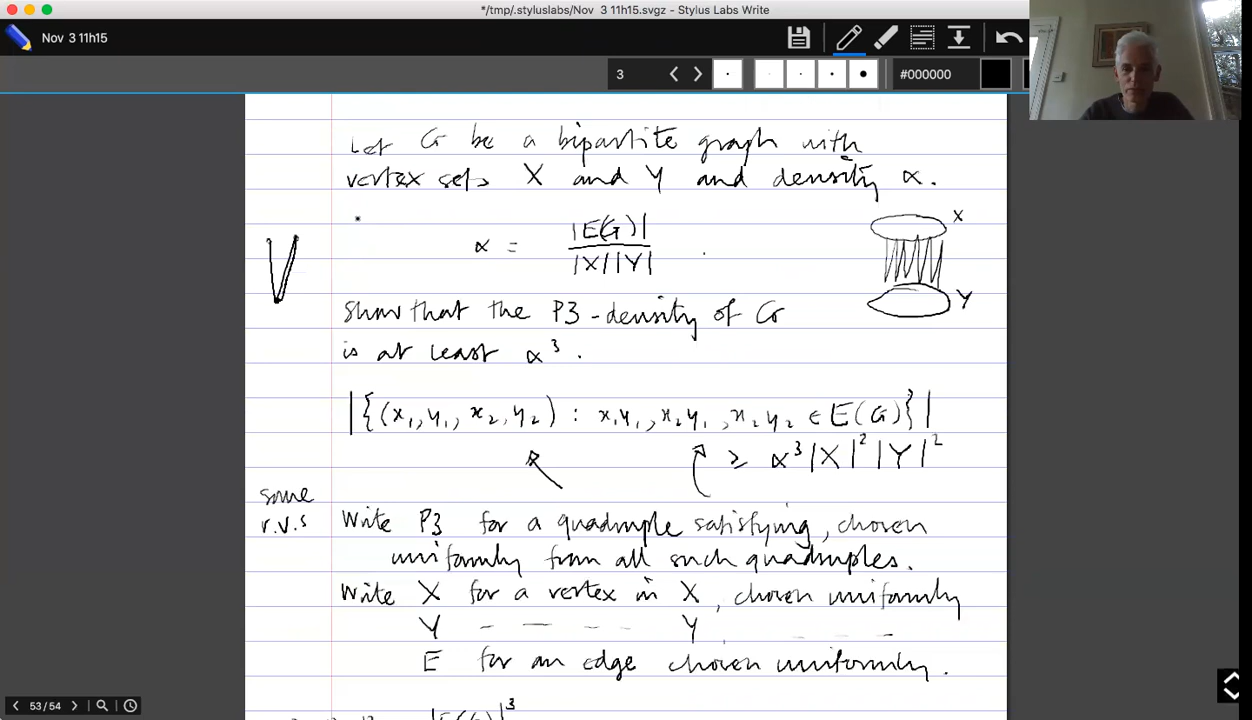 */tmp/.styluslabs/Nov 3 11h15.svgz - Stylus Labs Write
Nov 3 11h15
3
#000000
Let G be a bipartite graph with
vertex sets X and Y and density α.
α = |E(G)| / |X||Y| .
X
Y
Show that the P3-density of G
is at least α³.
|{(x₁,y₁,x₂,y₂) : x₁y₁,x₂y₁,x₂y₂ ∈ E(G)}|
≥ α³|X|²|Y|²
some
r.v.s
Write P3 for a quadruple satisfying, chosen
uniformly from all such quadruples.
Write X for a vertex in X, chosen uniformly
Y - — - - Y, - - -
E for an edge chosen uniformly.
53/54